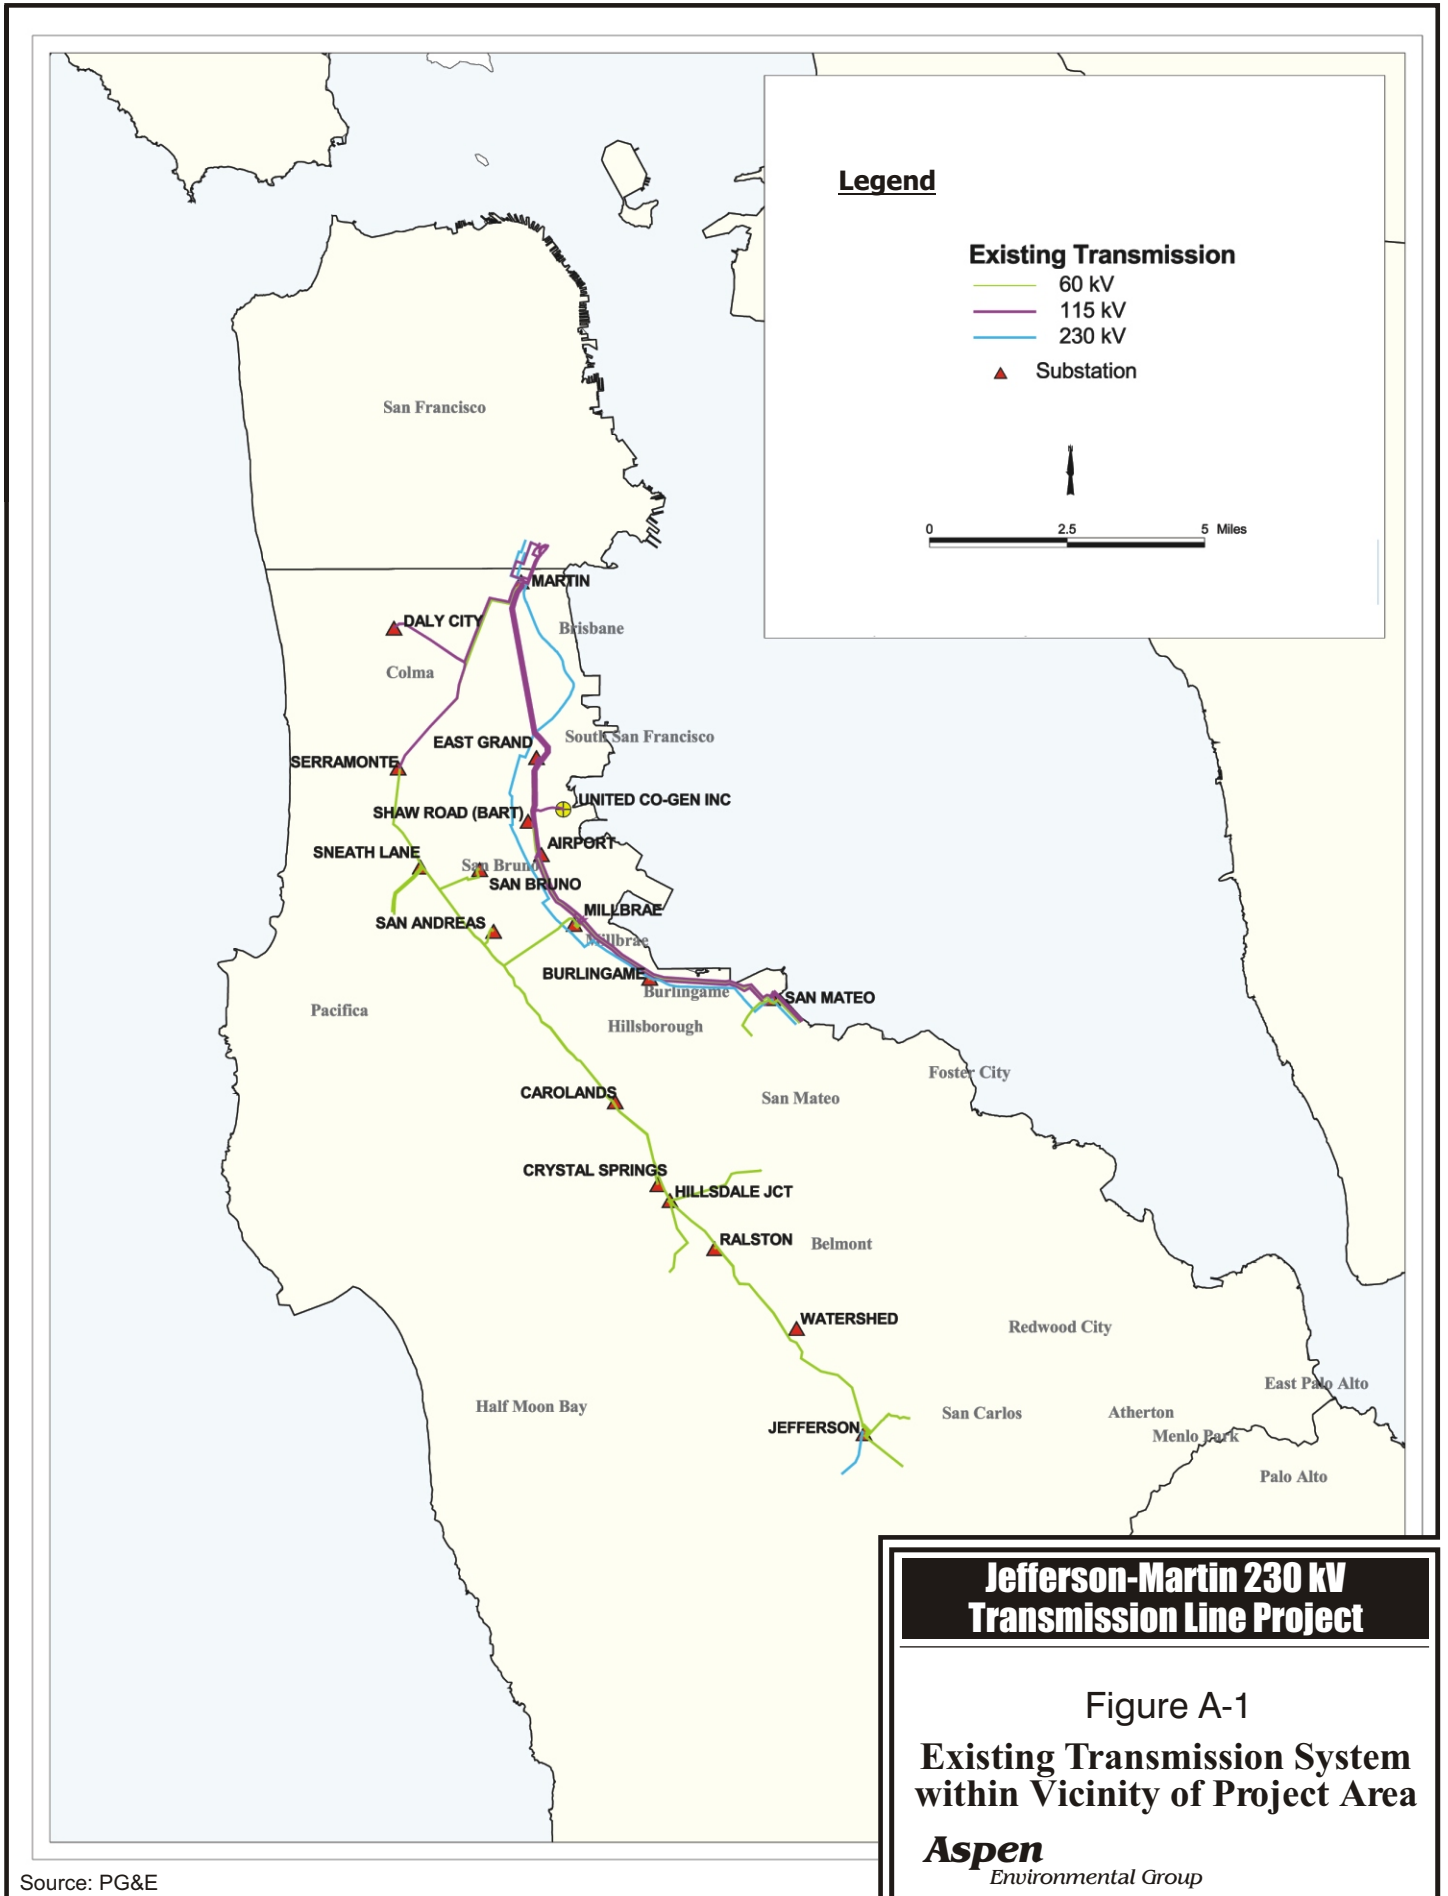 Legend
Existing Transmission
60 kV
115 kV
230 kV
Substation
N
0 2.5 5 Miles
San Francisco
MARTIN
DALY CITY
Brisbane
Colma
EAST GRAND
South San Francisco
SERRAMONTE
UNITED CO-GEN INC
SHAW ROAD (BART)
AIRPORT
SNEATH LANE
San Bruno
SAN BRUNO
MILLBRAE
SAN ANDREAS
Millbrae
BURLINGAME
Burlingame
SAN MATEO
Pacifica
Hillsborough
Foster City
CAROLANDS
San Mateo
CRYSTAL SPRINGS
HILLSDALE JCT
RALSTON
Belmont
WATERSHED
Redwood City
East Palo Alto
Half Moon Bay
San Carlos
Atherton
JEFFERSON
Menlo Park
Palo Alto
Jefferson-Martin 230 kV
Transmission Line Project
Figure A-1
Existing Transmission System
within Vicinity of Project Area
Aspen
Environmental Group
Source: PG&E